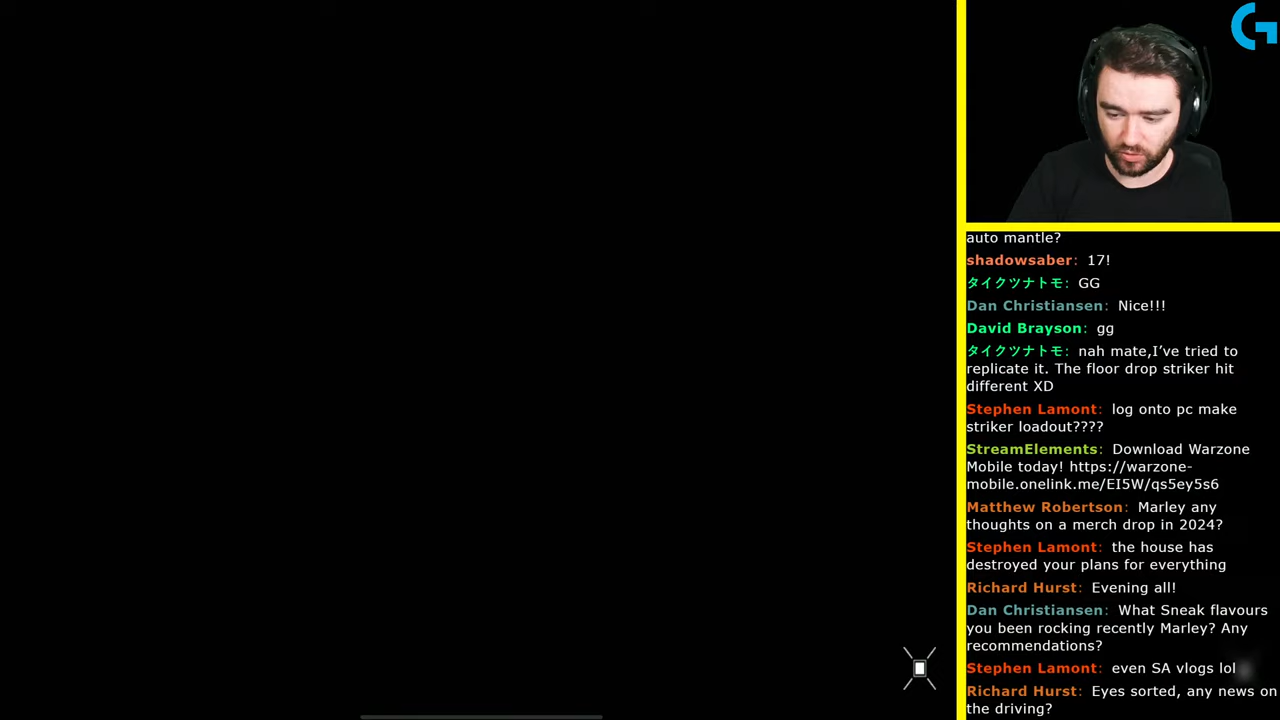 auto mantle?
shadowsaber: 17!
タイクツナトモ: GG
Dan Christiansen: Nice!!!
David Brayson: gg
タイクツナトモ: nah mate,I’ve tried to
replicate it. The floor drop striker hit
different XD
Stephen Lamont: log onto pc make
striker loadout????
StreamElements: Download Warzone
Mobile today! https://warzone-
mobile.onelink.me/EI5W/qs5ey5s6
Matthew Robertson: Marley any
thoughts on a merch drop in 2024?
Stephen Lamont: the house has
destroyed your plans for everything
Richard Hurst: Evening all!
Dan Christiansen: What Sneak flavours
you been rocking recently Marley? Any
recommendations?
Stephen Lamont: even SA vlogs lol
Richard Hurst: Eyes sorted, any news on
the driving?